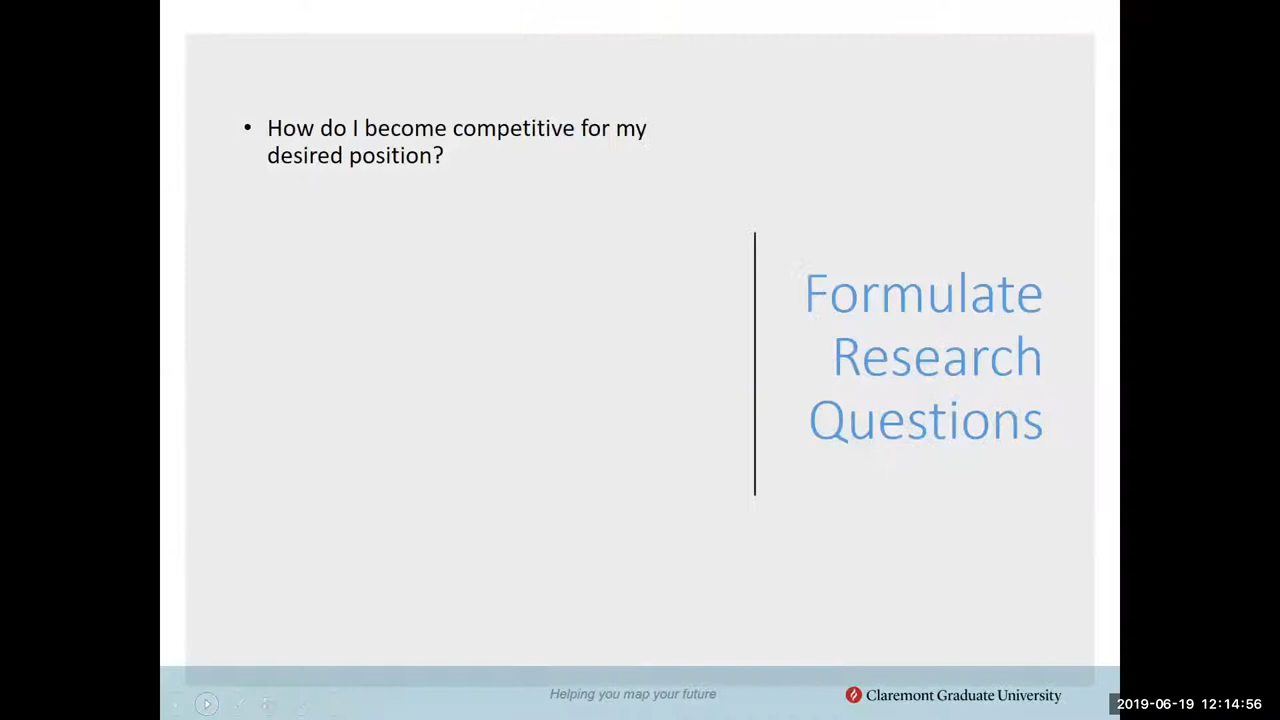 • How do I become competitive for my
desired position?
Formulate
Research
Questions
Helping you map your future
Claremont Graduate University
2019-06-19 12:14:56